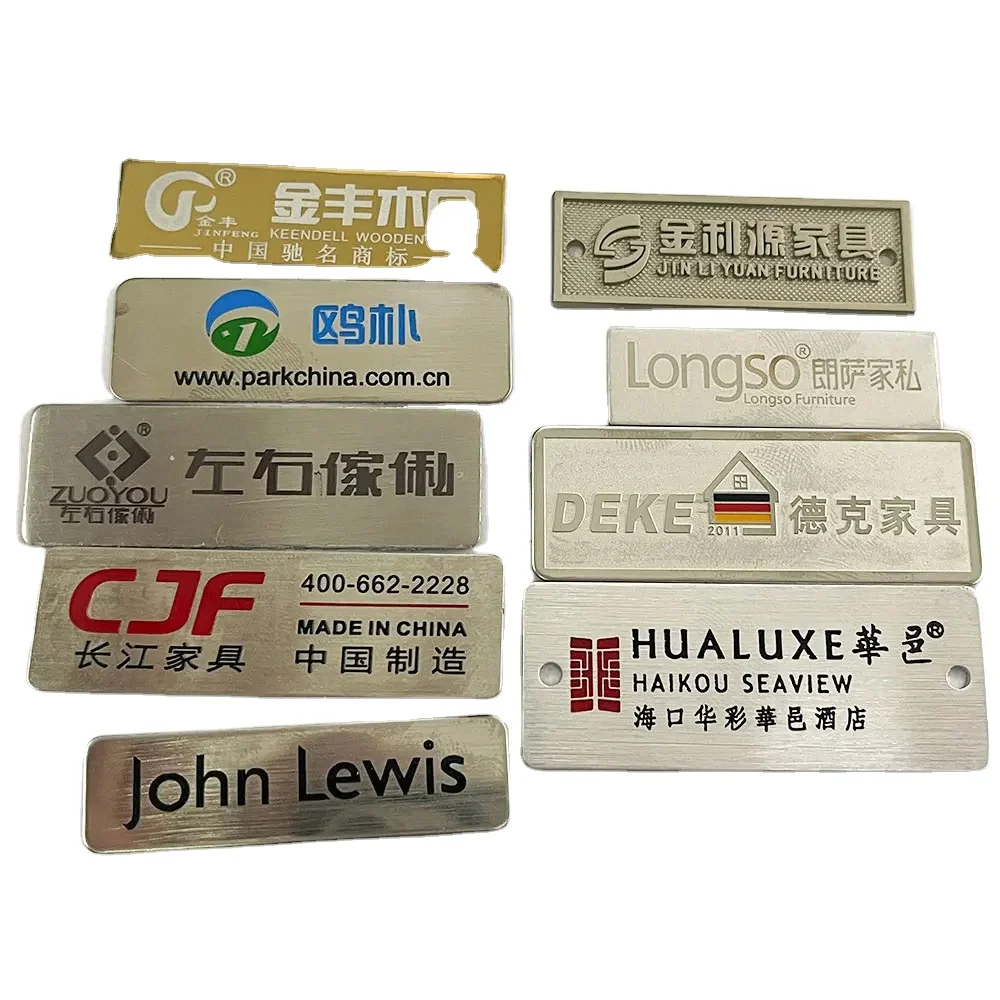 ® 金丰木
金丰
JINFENG KEENDELL WOODEN
中国驰名商标
鸥朴
www.parkchina.com.cn
®
ZUOYOU 左右傢俬
左右傢俬
CJF
长江家具
400-662-2228
MADE IN CHINA
中国制造
John Lewis
金利源家具
JIN LI YUAN FURNITURE
Longso® 朗萨家私
Longso Furniture
DEKE 2011 德克家具
HUALUXE 華邑®
HAIKOU SEAVIEW
海口华彩華邑酒店